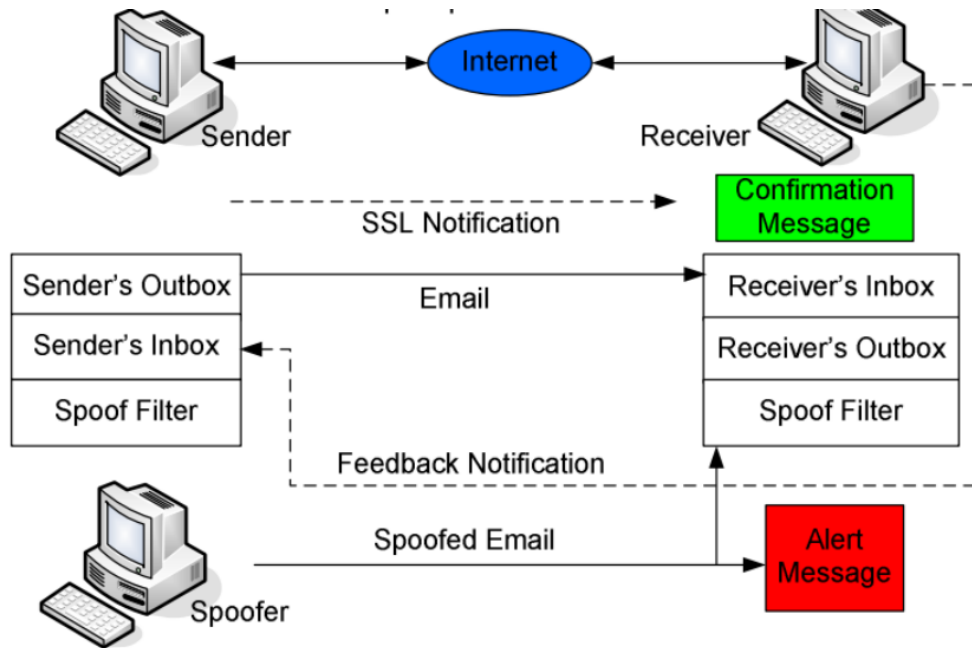 Internet
Sender
Receiver
Confirmation
Message
SSL Notification
Sender's Outbox
Email
Receiver's Inbox
Sender's Inbox
Receiver's Outbox
Spoof Filter
Spoof Filter
Feedback Notification
Spoofed Email
Alert
Message
Spoofer